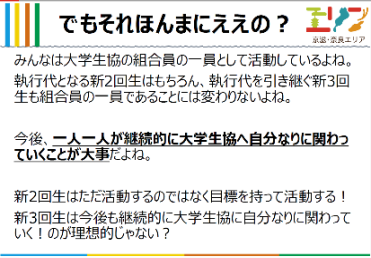 でもそれほんまにええの？
エリア
京滋・奈良エリア
みんなは大学生協の組合員の一員として活動しているよね。
執行代となる新2回生はもちろん、執行代を引き継ぐ新3回
生も組合員の一員であることには変わりないよね。
今後、一人一人が継続的に大学生協へ自分なりに関わっ
ていくことが大事だよね。
新2回生はただ活動するのではなく目標を持って活動する！
新3回生は今後も継続的に大学生協に自分なりに関わって
いく！のが理想的じゃない？